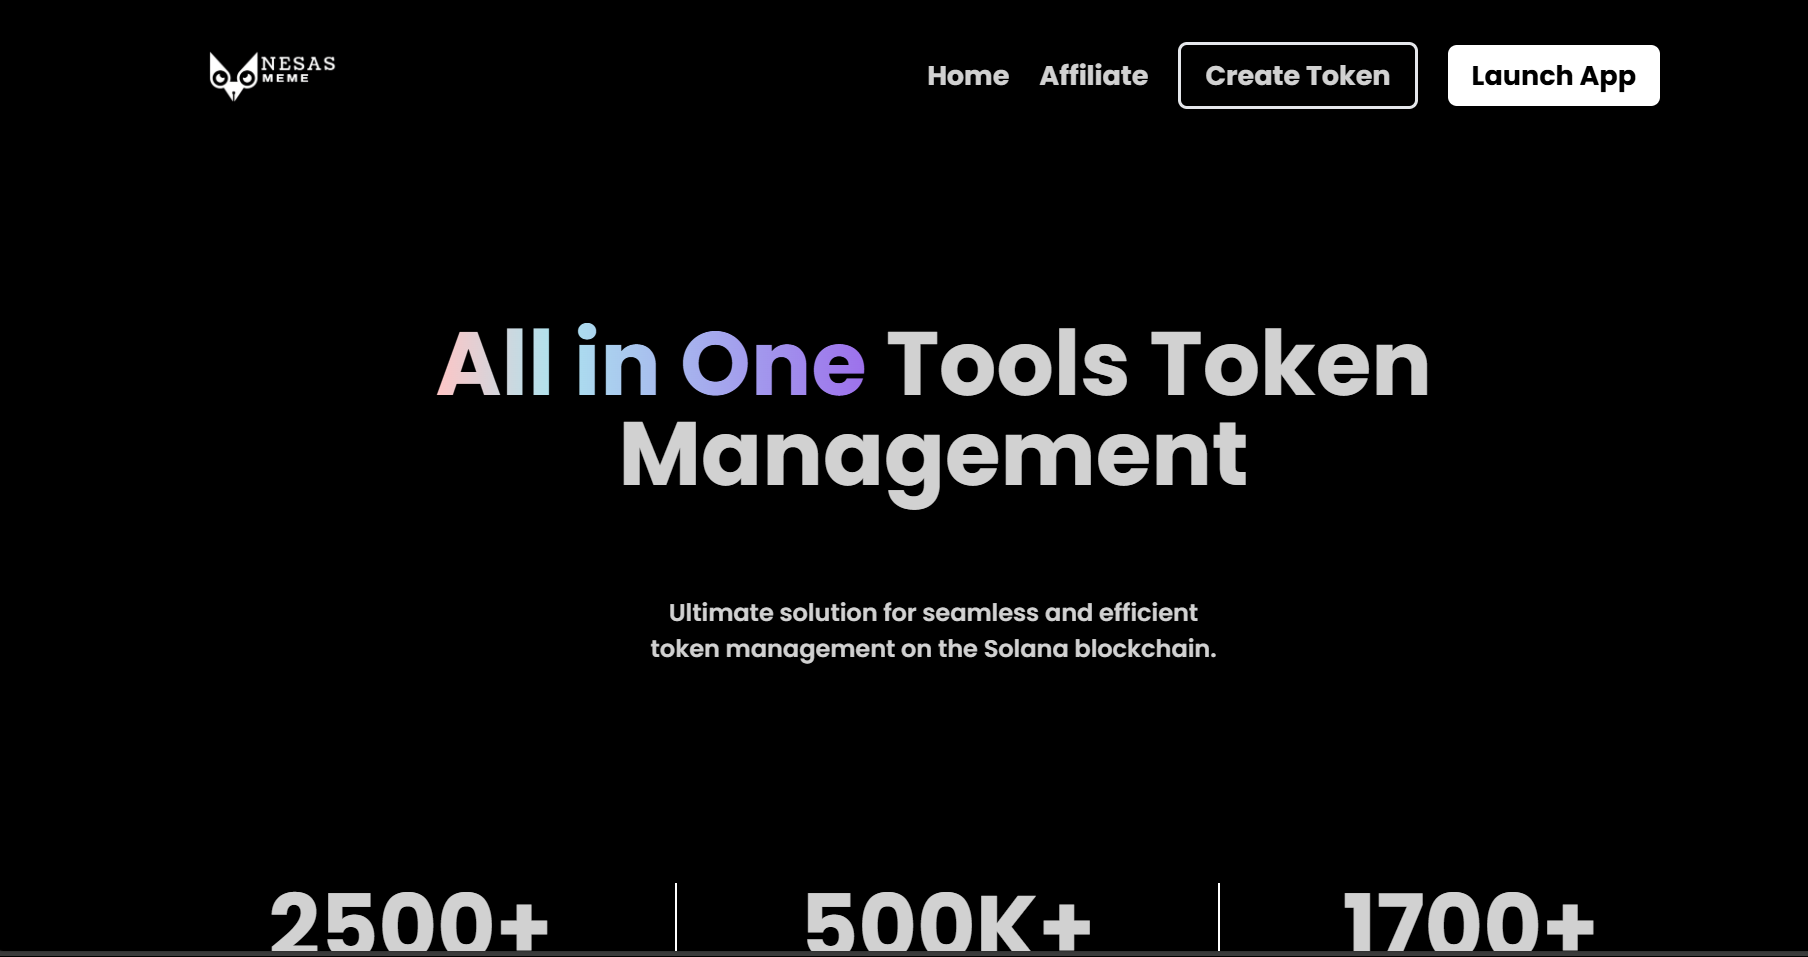 NESAS
MEME
Home Affiliate Create Token Launch App
All in One Tools Token
Management
Ultimate solution for seamless and efficient
token management on the Solana blockchain.
2500+ 500K+ 1700+